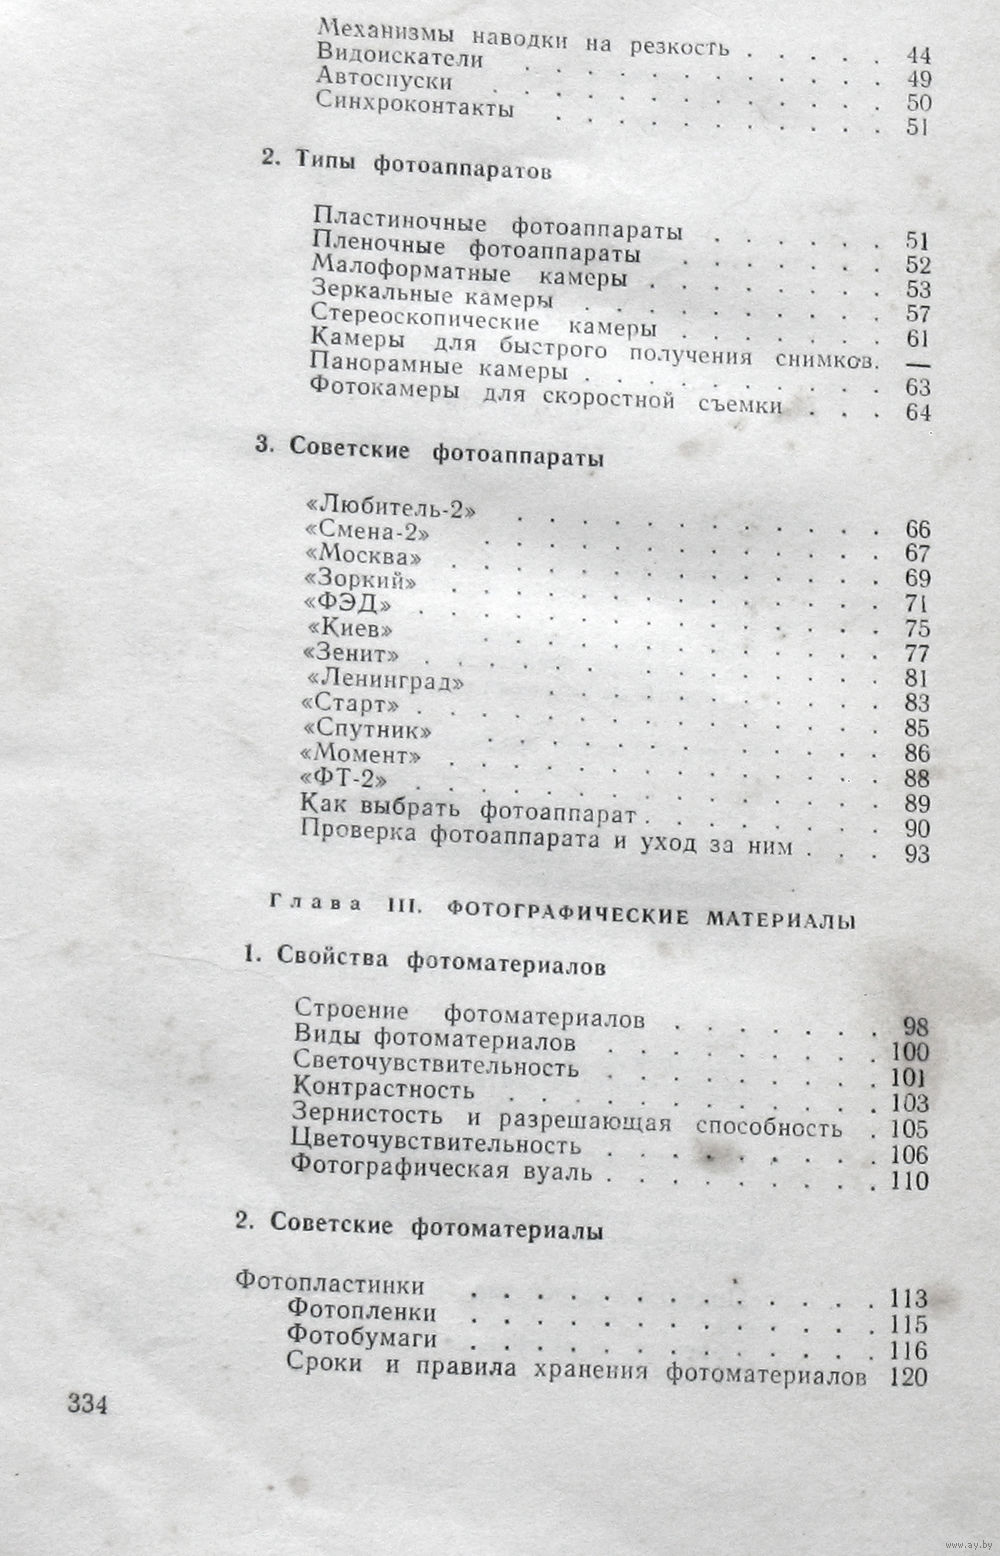 Механизмы наводки на резкость . . . . . 44
Видоискатели . . . . . . . . . . . 49
Автоспуски . . . . . . . . . . . . 50
Синхроконтакты . . . . . . . . . . 51
2. Типы фотоаппаратов
Пластиночные фотоаппараты . . . . . . 51
Пленочные фотоаппараты . . . . . . . 52
Малоформатные камеры . . . . . . . . 53
Зеркальные камеры . . . . . . . . . . 57
Стереоскопические камеры . . . . . . . 61
Камеры для быстрого получения снимков. —
Панорамные камеры . . . . . . . . . . 63
Фотокамеры для скоростной съемки . . . 64
3. Советские фотоаппараты
«Любитель-2» . . . . . . . . . . . . 66
«Смена-2» . . . . . . . . . . . . . 67
«Москва» . . . . . . . . . . . . . . 69
«Зоркий» . . . . . . . . . . . . . . 71
«ФЭД» . . . . . . . . . . . . . . . 75
«Киев» . . . . . . . . . . . . . 77
«Зенит» . . . . . . . . . . . . . . . 81
«Ленинград» . . . . . . . . . . . 83
«Старт» . . . . . . . . . . . . . . . 85
«Спутник» . . . . . . . . . . . . 86
«Момент» . . . . . . . . . . . . . . 88
«ФТ-2» . . . . . . . . . . . . . . . 89
Как выбрать фотоаппарат . . . . . . . . 90
Проверка фотоаппарата и уход за ним . . . 93
Глава III. ФОТОГРАФИЧЕСКИЕ МАТЕРИАЛЫ
1. Свойства фотоматериалов
Строение фотоматериалов . . . . . . . 98
Виды фотоматериалов . . . . . . . . . 100
Светочувствительность . . . . . . . . . 101
Контрастность . . . . . . . . . . . . 103
Зернистость и разрешающая способность . 105
Цветочувствительность . . . . . . . . . 106
Фотографическая вуаль . . . . . . . . . 110
2. Советские фотоматериалы
Фотопластинки . . . . . . . . . . . . . 113
Фотопленки . . . . . . . . . . . . . 115
Фотобумаги . . . . . . . . . . . . . 116
Сроки и правила хранения фотоматериалов 120
334
www.ay.by